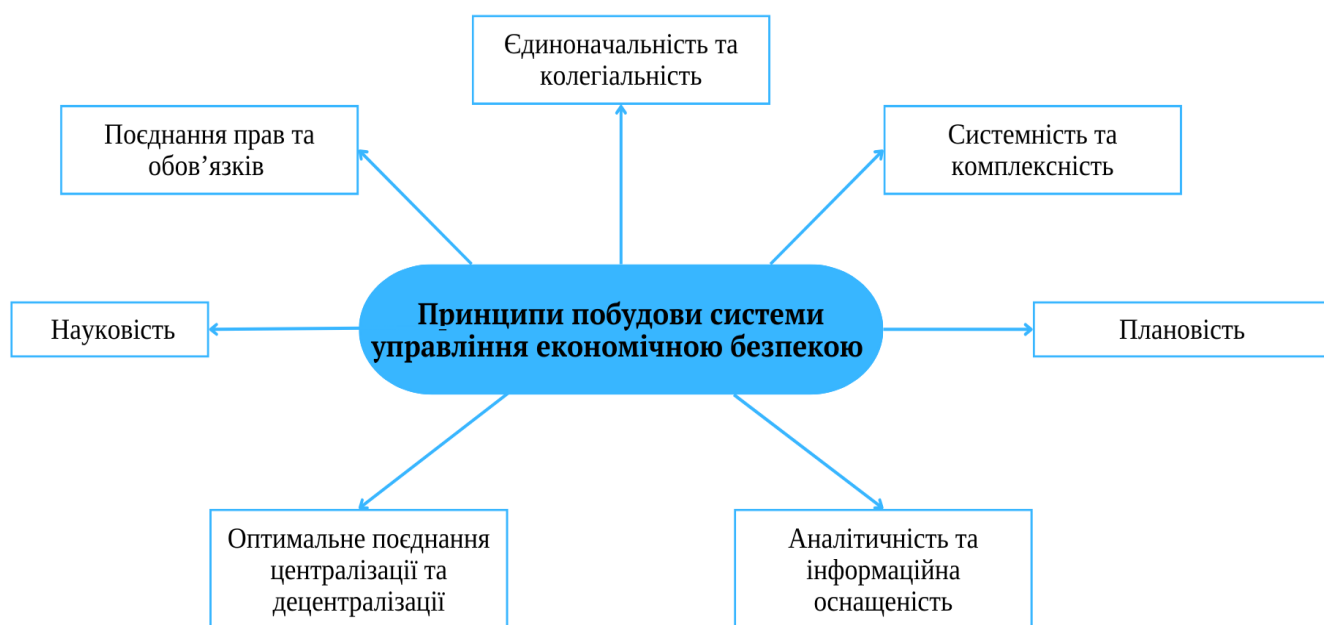 Єдиноначальність та
колегіальність
Поєднання прав та
обов’язків
Системність та
комплексність
Принципи побудови системи
управління економічною безпекою
Науковість
Плановість
Оптимальне поєднання
централізації та
децентралізації
Аналітичність та
інформаційна
оснащеність